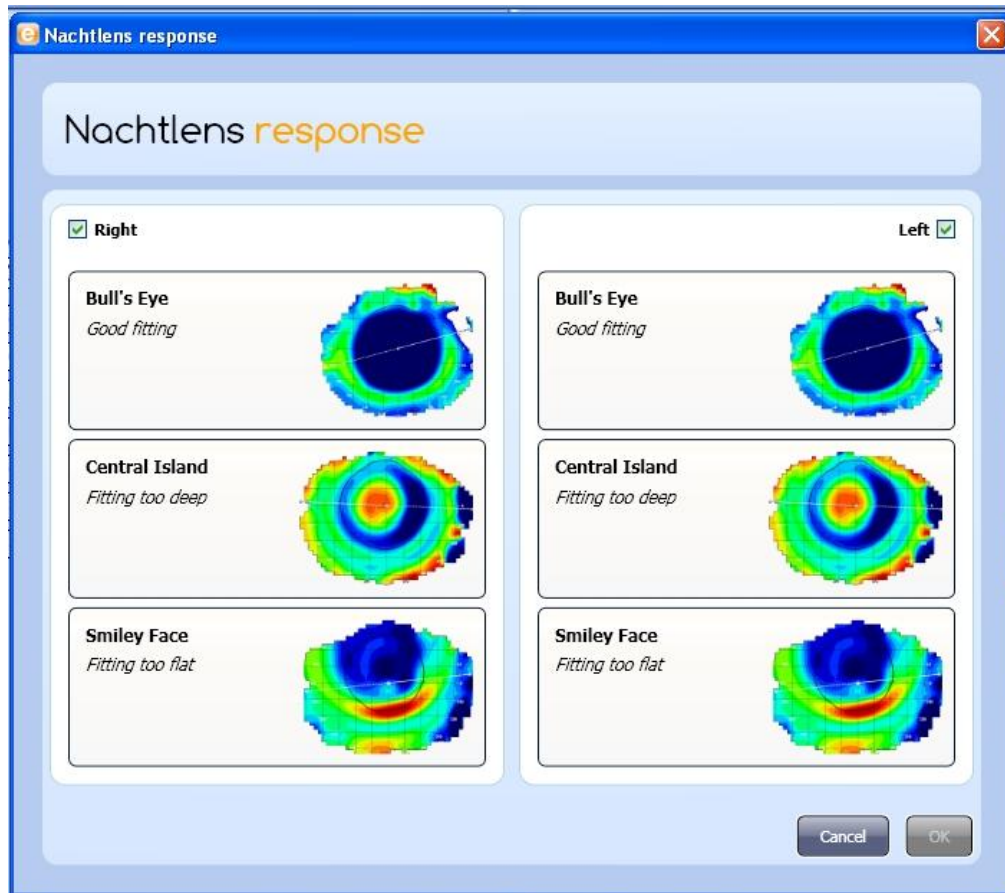 Nachtlens response
Nachtlens response
Right
Bull's Eye
Good fitting
Central Island
Fitting too deep
Smiley Face
Fitting too flat
Left
Bull's Eye
Good fitting
Central Island
Fitting too deep
Smiley Face
Fitting too flat
Cancel
OK